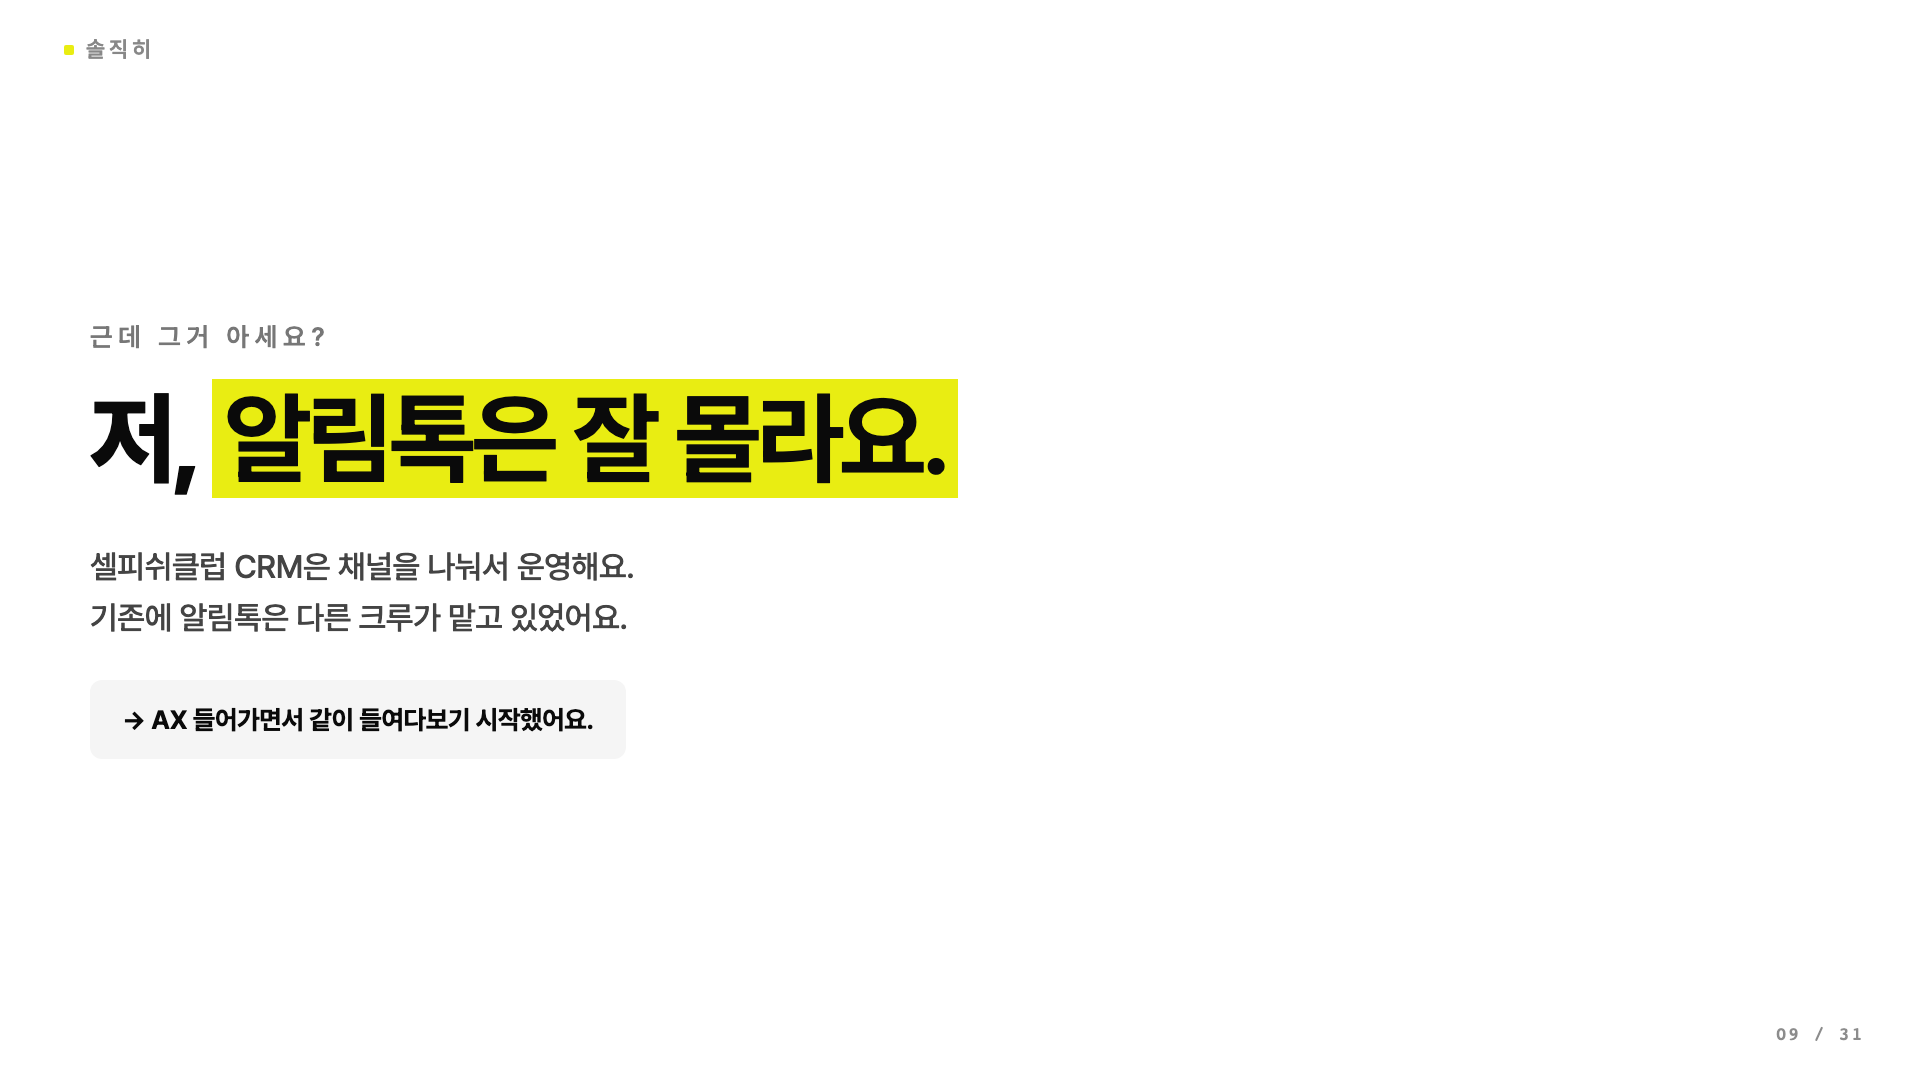 솔직히
근데 그거 아세요?
저, 알림톡은 잘 몰라요.
셀피쉬클럽 CRM은 채널을 나눠서 운영해요.
기존에 알림톡은 다른 크루가 맡고 있었어요.
→ AX 들어가면서 같이 들여다보기 시작했어요.
09 / 31